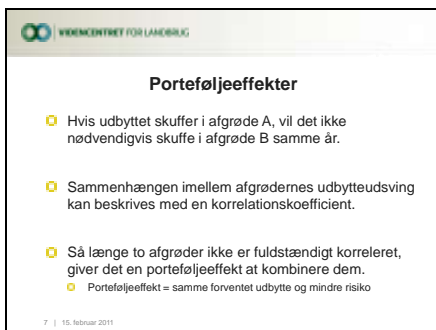 VIDENCENTRET FOR LANDBRUG
Porteføljeeffekter
Hvis udbyttet skuffer i afgrøde A, vil det ikke
nødvendigvis skuffe i afgrøde B samme år.
Sammenhængen imellem afgrødernes udbytteudsving
kan beskrives med en korrelationskoefficient.
Så længe to afgrøder ikke er fuldstændigt korreleret,
giver det en porteføljeeffekt at kombinere dem.
Porteføljeeffekt = samme forventet udbytte og mindre risiko
7 | 15. februar 2011